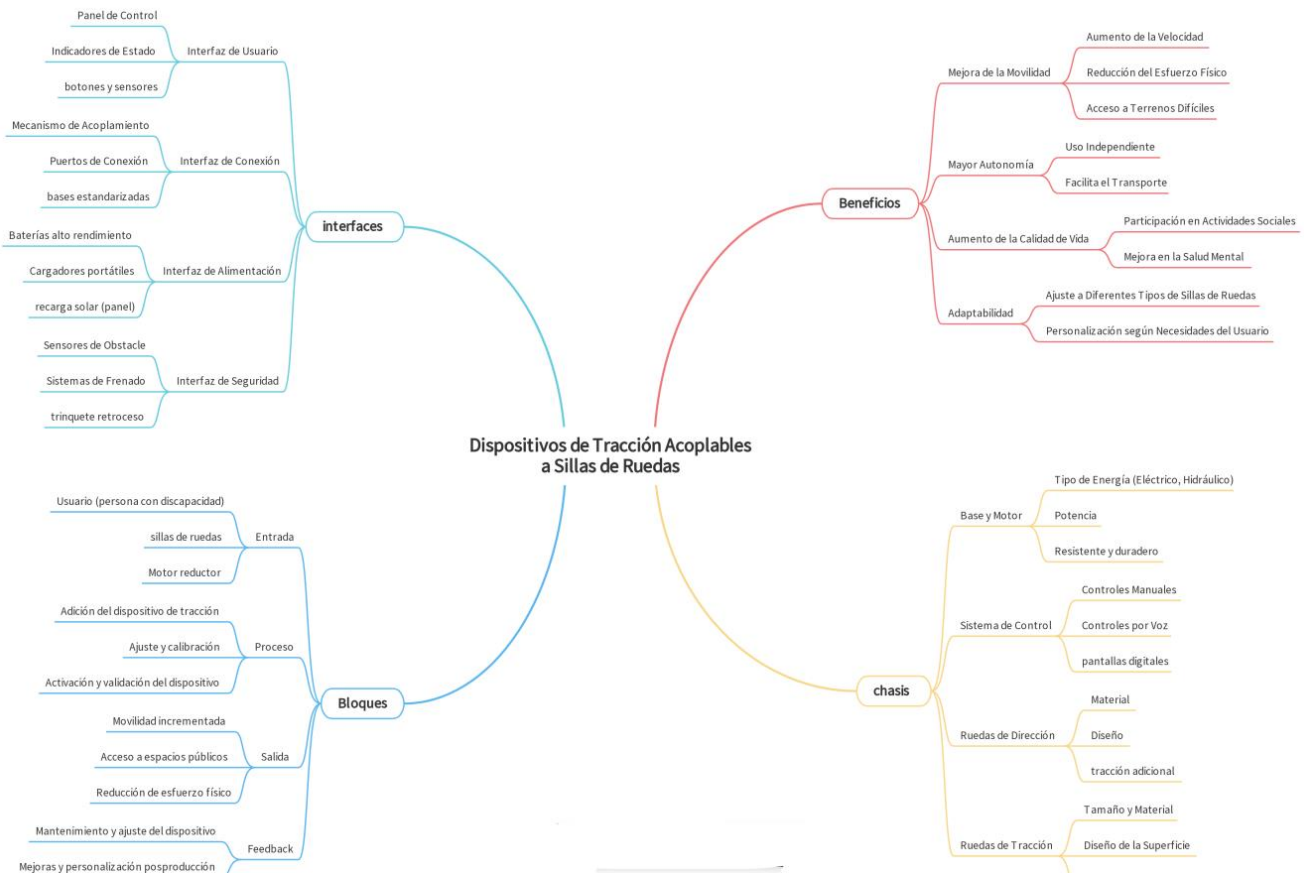 Dispositivos de Tracción Acoplables
a Sillas de Ruedas
interfaces
Interfaz de Usuario
Panel de Control
Indicadores de Estado
botones y sensores
Interfaz de Conexión
Mecanismo de Acoplamiento
Puertos de Conexión
bases estandarizadas
Interfaz de Alimentación
Baterías alto rendimiento
Cargadores portátiles
recarga solar (panel)
Interfaz de Seguridad
Sensores de Obstacle
Sistemas de Frenado
trinquete retroceso
Beneficios
Mejora de la Movilidad
Aumento de la Velocidad
Reducción del Esfuerzo Físico
Acceso a Terrenos Difíciles
Mayor Autonomía
Uso Independiente
Facilita el Transporte
Aumento de la Calidad de Vida
Participación en Actividades Sociales
Mejora en la Salud Mental
Adaptabilidad
Ajuste a Diferentes Tipos de Sillas de Ruedas
Personalización según Necesidades del Usuario
Bloques
Entrada
Usuario (persona con discapacidad)
sillas de ruedas
Motor reductor
Proceso
Adición del dispositivo de tracción
Ajuste y calibración
Activación y validación del dispositivo
Salida
Movilidad incrementada
Acceso a espacios públicos
Reducción de esfuerzo físico
Feedback
Mantenimiento y ajuste del dispositivo
Mejoras y personalización posproducción
chasis
Base y Motor
Tipo de Energía (Eléctrico, Hidráulico)
Potencia
Resistente y duradero
Sistema de Control
Controles Manuales
Controles por Voz
pantallas digitales
Ruedas de Dirección
Material
Diseño
tracción adicional
Ruedas de Tracción
Tamaño y Material
Diseño de la Superficie